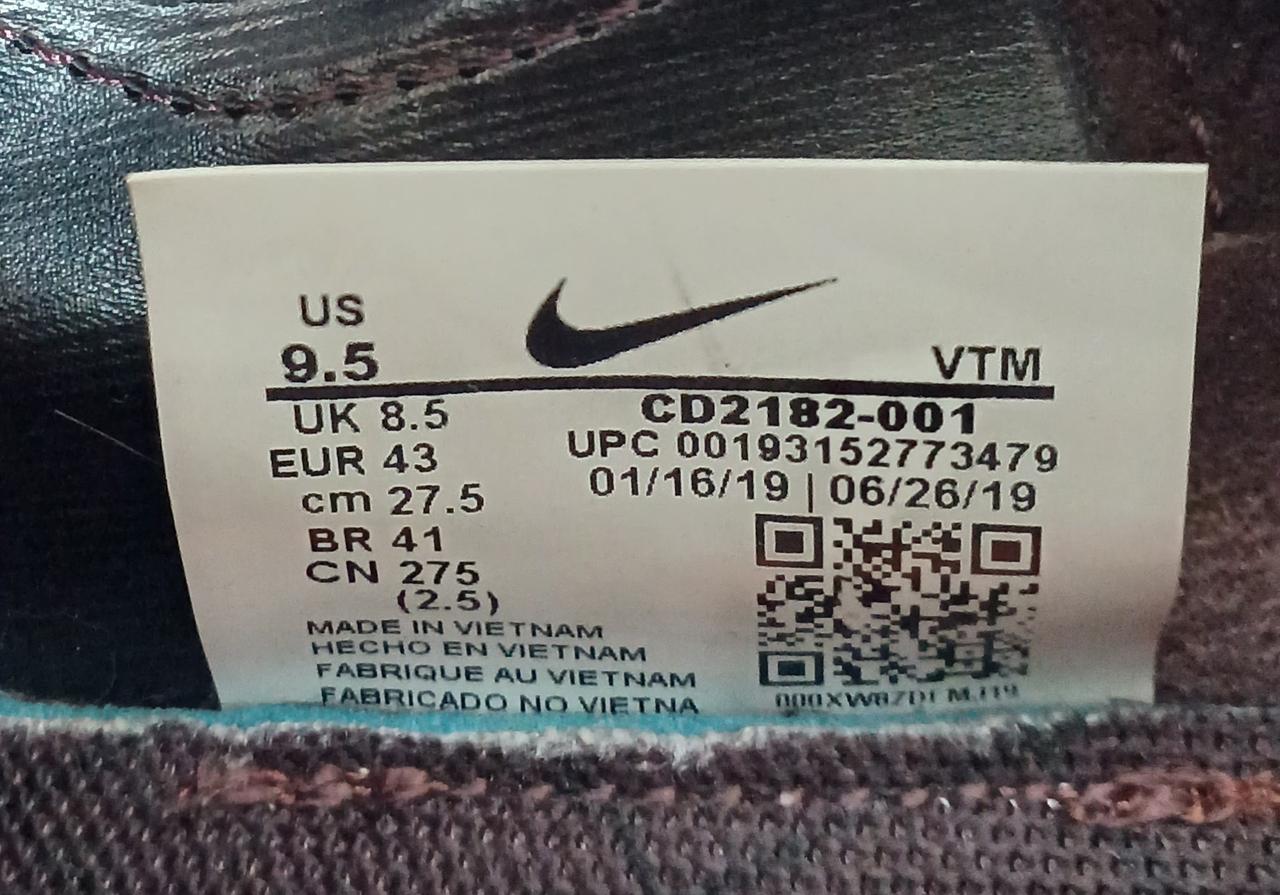 US
9.5
VTM
UK 8.5
EUR 43
cm 27.5
BR 41
CN 275
(2.5)
CD2182-001
UPC 00193152773479
01/16/19 | 06/26/19
MADE IN VIETNAM
HECHO EN VIETNAM
FABRIQUE AU VIETNAM
FABRICADO NO VIETNA